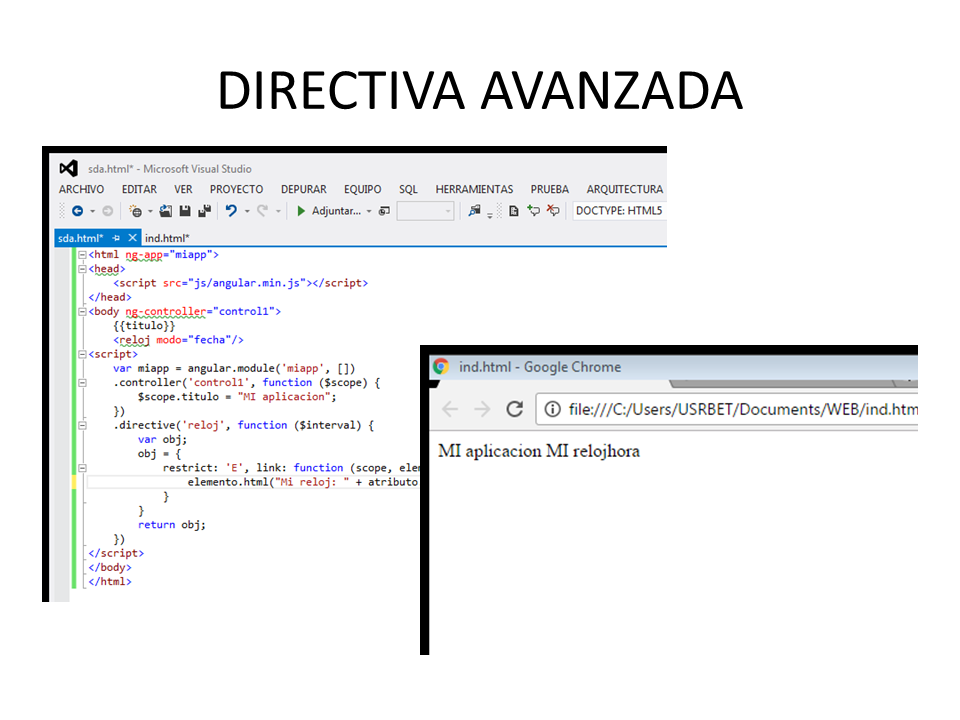 DIRECTIVA AVANZADA
sda.html* - Microsoft Visual Studio
ARCHIVO EDITAR VER PROYECTO DEPURAR EQUIPO SQL HERRAMIENTAS PRUEBA ARQUITECTURA
Adjuntar... DOCTYPE: HTML5
sda.html* ind.html*
<html ng-app="miapp">
<head>
<script src="js/angular.min.js"></script>
</head>
<body ng-controller="control1">
{{titulo}}
<reloj modo="fecha"/>
<script>
var miapp = angular.module('miapp', [])
.controller('control1', function ($scope) {
$scope.titulo = "MI aplicacion";
})
.directive('reloj', function ($interval) {
var obj;
obj = {
restrict: 'E', link: function (scope, ele
elemento.html("Mi reloj: " + atributo
}
}
return obj;
})
</script>
</body>
</html>
ind.html - Google Chrome
file:///C:/Users/USRBET/Documents/WEB/ind.htm
MI aplicacion MI relojhora